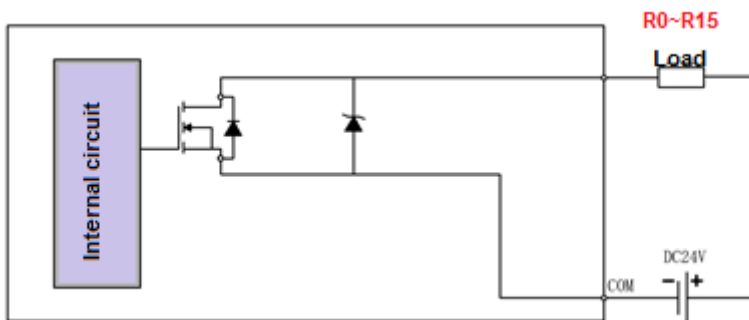 R0~R15
Load
Internal circuit
DC24V
- +
COM